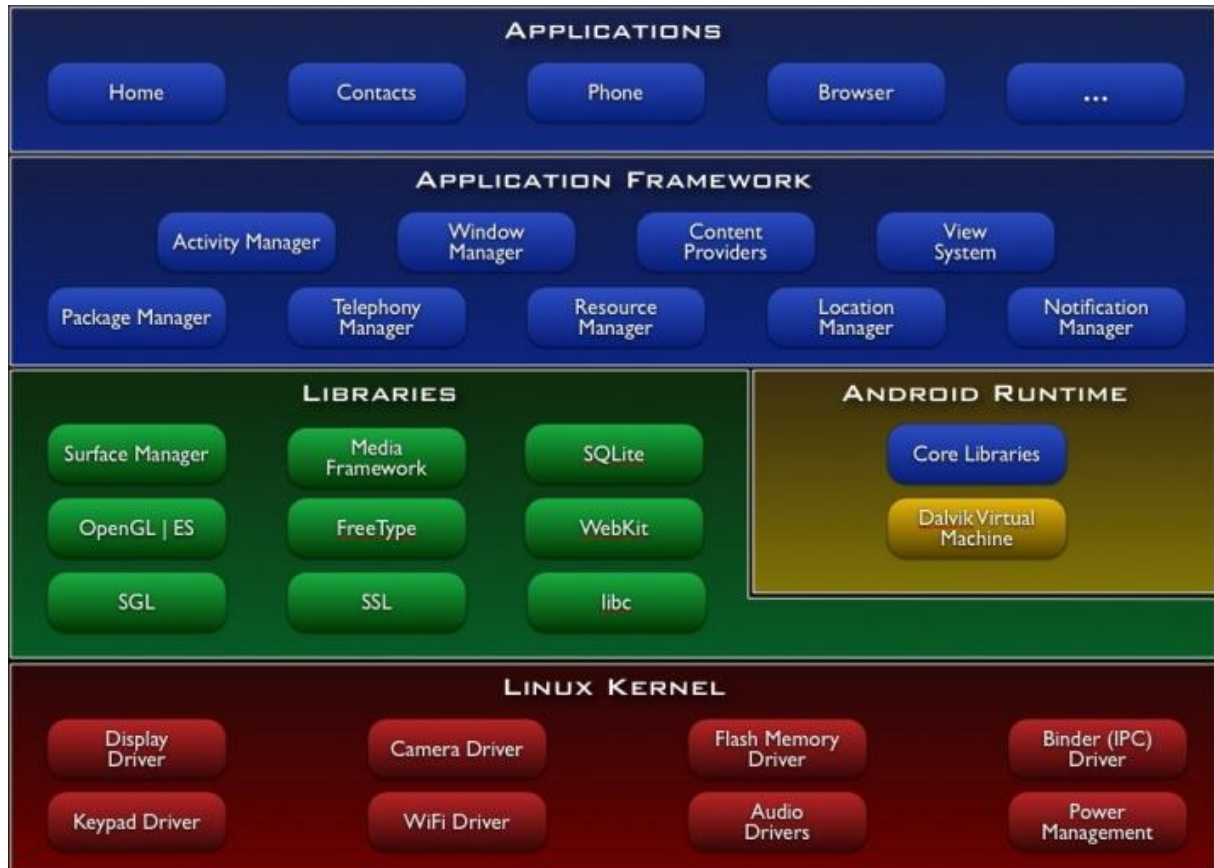 APPLICATIONS
Home
Contacts
Phone
Browser
...
APPLICATION FRAMEWORK
Activity Manager
Window
Manager
Content
Providers
View
System
Package Manager
Telephony
Manager
Resource
Manager
Location
Manager
Notification
Manager
LIBRARIES
Surface Manager
Media
Framework
SQLite
OpenGL | ES
FreeType
WebKit
SGL
SSL
libc
ANDROID RUNTIME
Core Libraries
Dalvik Virtual
Machine
LINUX KERNEL
Display
Driver
Camera Driver
Flash Memory
Driver
Binder (IPC)
Driver
Keypad Driver
WiFi Driver
Audio
Drivers
Power
Management